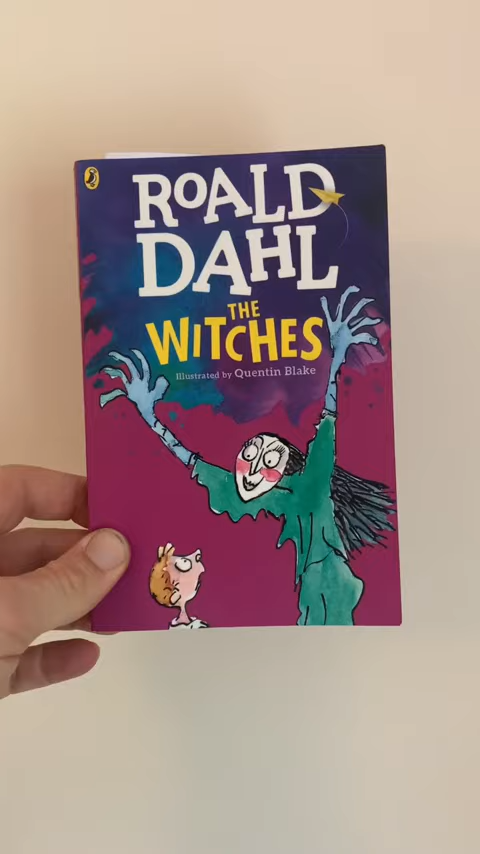 ROALD
DAHL
THE
WITCHES
Illustrated by Quentin Blake